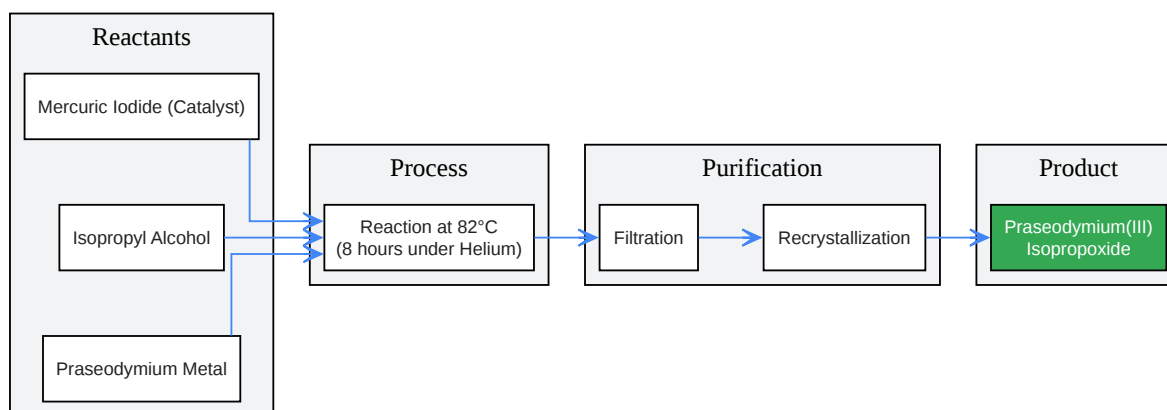 Reactants
Mercuric Iodide (Catalyst)
Isopropyl Alcohol
Praseodymium Metal
Process
Reaction at 82°C
(8 hours under Helium)
Purification
Filtration
Recrystallization
Product
Praseodymium(III)
Isopropoxide